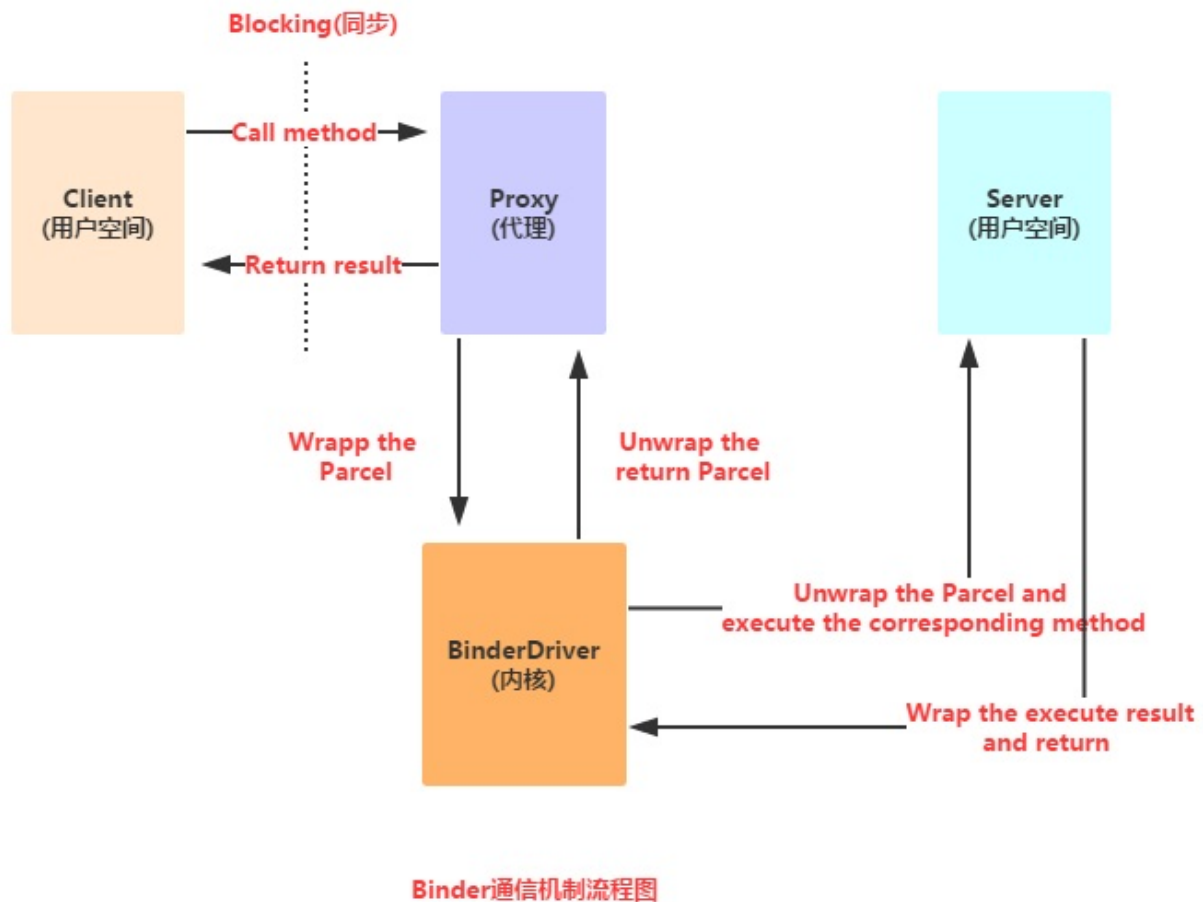 Blocking(同步)
Call method
Client
(用户空间)
Proxy
(代理)
Server
(用户空间)
Return result
Wrapp the
Parcel
Unwrap the
return Parcel
Unwrap the Parcel and
execute the corresponding method
BinderDriver
(内核)
Wrap the execute result
and return
Binder通信机制流程图